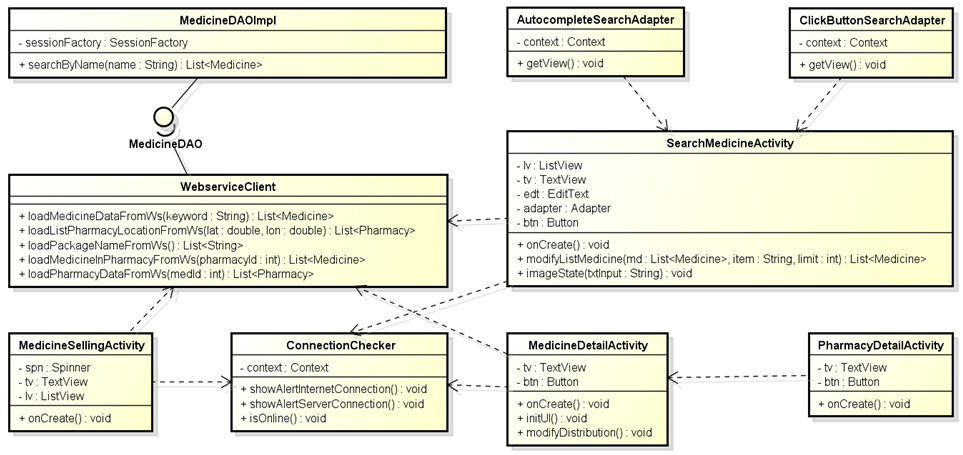 MedicineDAOImpl
- sessionFactory : SessionFactory
+ searchByName(name : String) : List<Medicine>
AutocompleteSearchAdapter
- context : Context
+ getView() : void
ClickButtonSearchAdapter
- context : Context
+ getView() : void
MedicineDAO
SearchMedicineActivity
- lv : ListView
- tv : TextView
- edt : EditText
- adapter : Adapter
- btn : Button
+ onCreate() : void
+ modifyListMedicine(md : List<Medicine>, item : String, limit : int) : List<Medicine>
+ imageState(txtInput : String) : void
WebserviceClient
+ loadMedicineDataFromWs(keyword : String) : List<Medicine>
+ loadListPharmacyLocationFromWs(lat : double, lon : double) : List<Pharmacy>
+ loadPackageNameFromWs() : List<String>
+ loadMedicineInPharmacyFromWs(pharmacyId : int) : List<Medicine>
+ loadPharmacyDataFromWs(medId : int) : List<Pharmacy>
MedicineSellingActivity
- spn : Spinner
- tv : TextView
- lv : ListView
+ onCreate() : void
ConnectionChecker
- context : Context
+ showAlertInternetConnection() : void
+ showAlertServerConnection() : void
+ isOnline() : void
MedicineDetailActivity
- tv : TextView
- btn : Button
+ onCreate() : void
+ initUI() : void
+ modifyDistribution() : void
PharmacyDetailActivity
- tv : TextView
- btn : Button
+ onCreate() : void